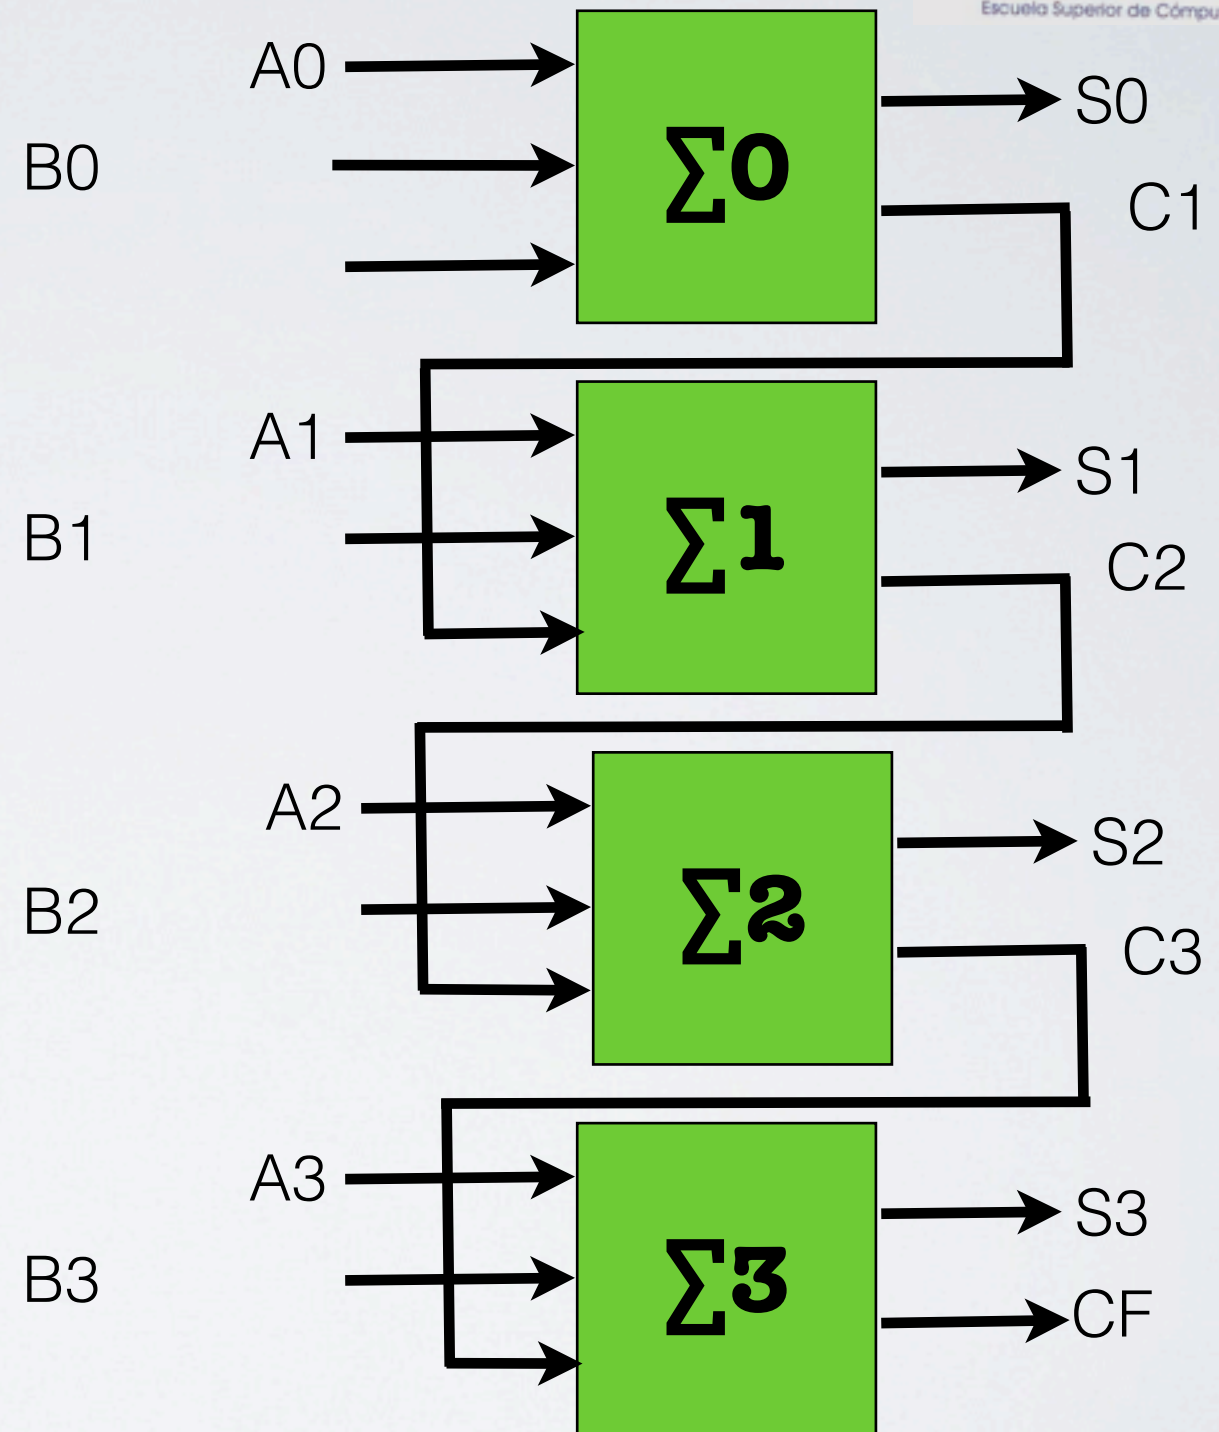 Escuela Superior de Cómpu
A0
S0
B0
∑0
C1
A1
S1
B1
∑1
C2
A2
S2
B2
∑2
C3
A3
S3
B3
∑3
CF